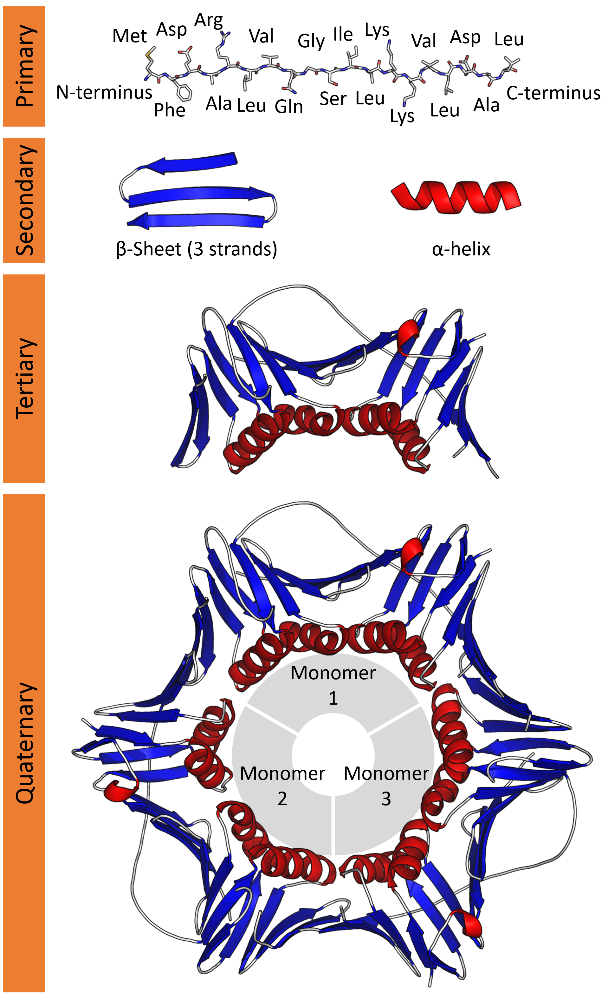 Primary
Met Asp Arg Val Gly Ile Lys Val Asp Leu
N-terminus Phe Ala Leu Gln Ser Leu Lys Leu Ala C-terminus
Secondary
β-Sheet (3 strands)
α-helix
Tertiary
Quaternary
Monomer
1
Monomer
2
Monomer
3